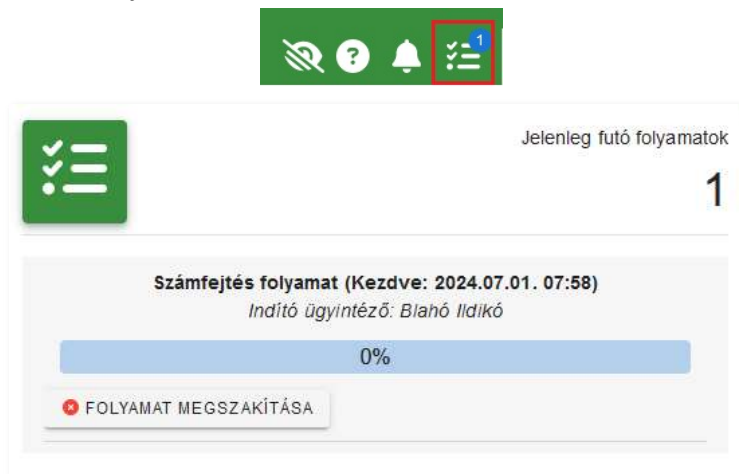 1
Jelenleg futó folyamatok
1
Számfejtés folyamat (Kezdve: 2024.07.01. 07:58)
Indító ügyintéző: Blahó Ildikó
0%
FOLYAMAT MEGSZAKÍTÁSA